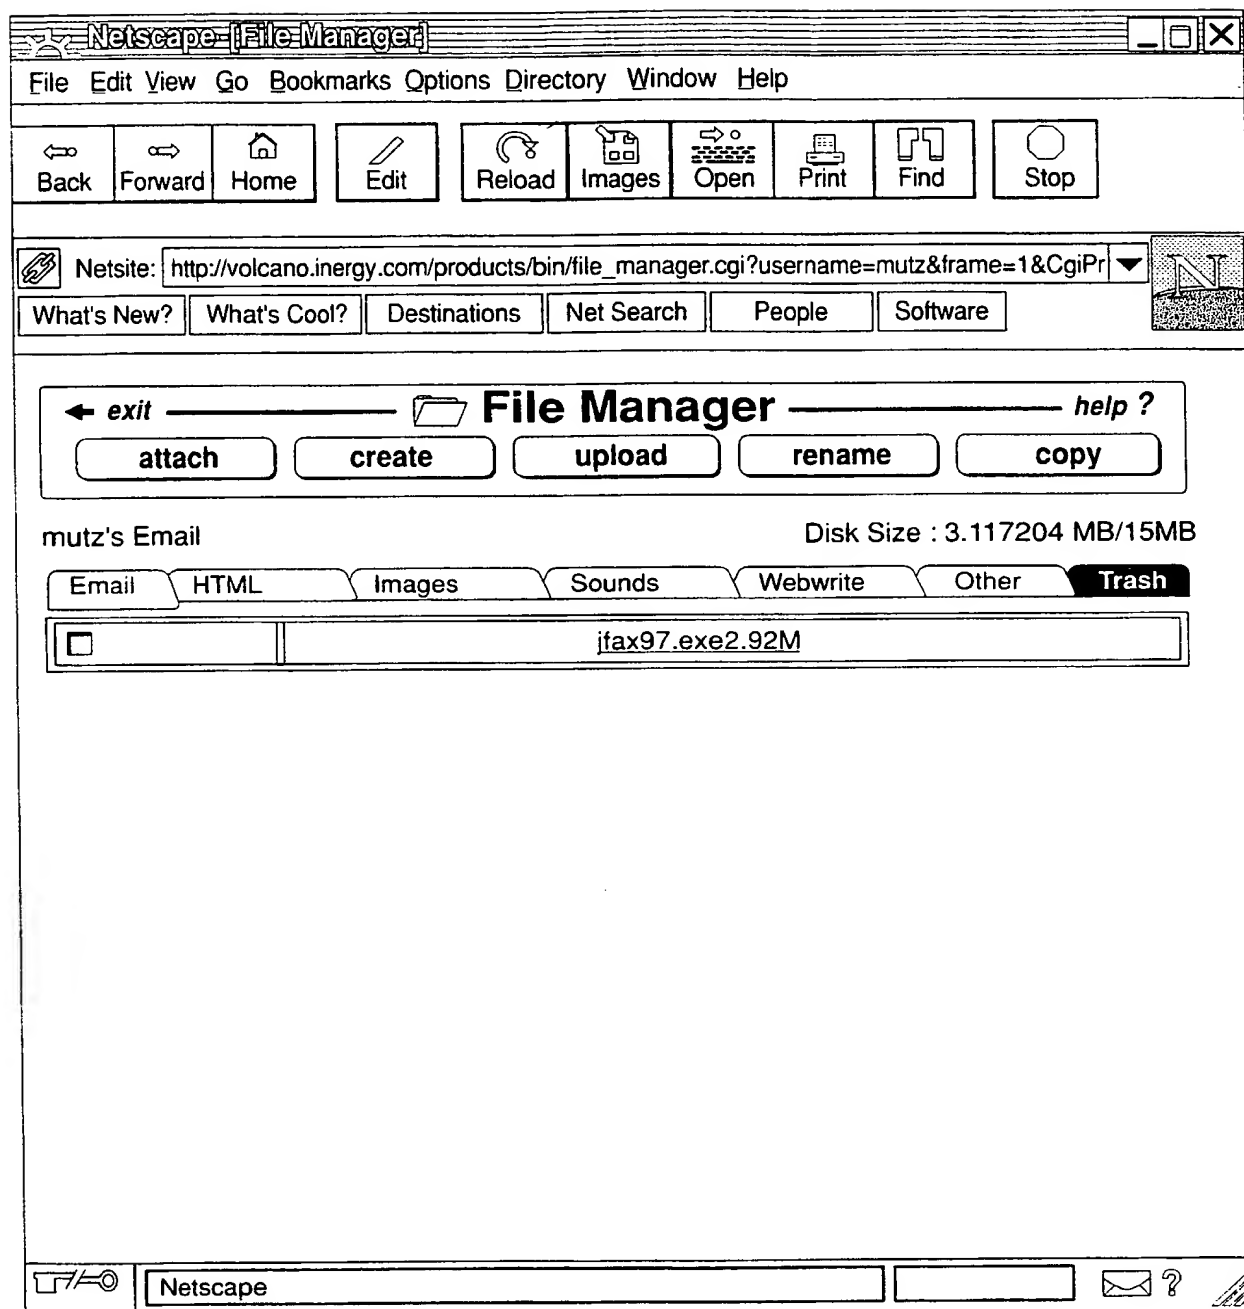 Netscape-[File Manager]
File Edit View Go Bookmarks Options Directory Window Help
Back Forward Home Edit Reload Images Open Print Find Stop
Netsite: http://volcano.inergy.com/products/bin/file_manager.cgi?username=mutz&frame=1&CgiPr
N
What's New? What's Cool? Destinations Net Search People Software
exit File Manager help ?
attach create upload rename copy
mutz's Email Disk Size : 3.117204 MB/15MB
Email HTML Images Sounds Webwrite Other Trash
jfax97.exe2.92M
Netscape ?